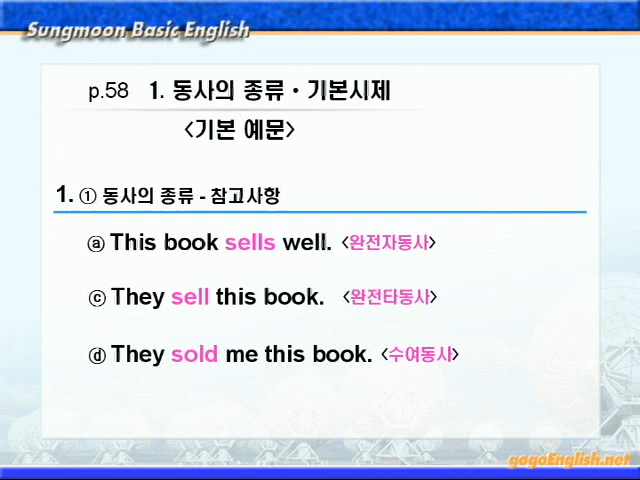 Sungmoon Basic English
p.58 1. 동사의 종류 · 기본시제
<기본 예문>
1. ① 동사의 종류 - 참고사항
ⓐ This book sells well. <완전자동사>
ⓒ They sell this book. <완전타동사>
ⓓ They sold me this book. <수여동사>
gogoEnglish.net